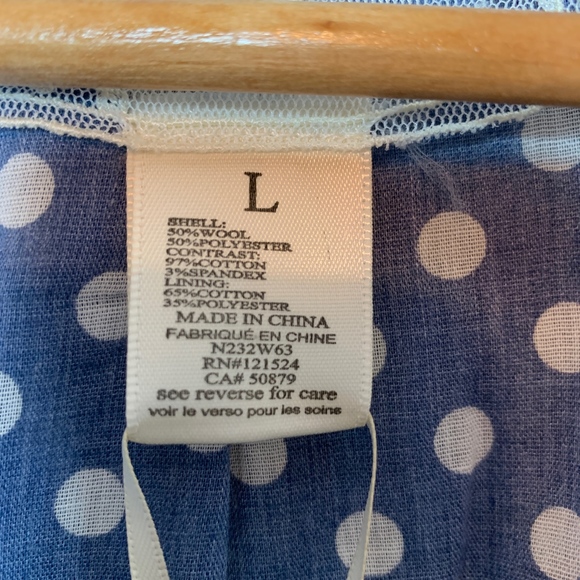 L
SHELL:
50%WOOL
50%POLYESTER
CONTRAST:
97%COTTON
3%SPANDEX
LINING:
65%COTTON
35%POLYESTER
MADE IN CHINA
FABRIQUÉ EN CHINE
N232W63
RN#121524
CA# 50879
see reverse for care
voir le verso pour les soins